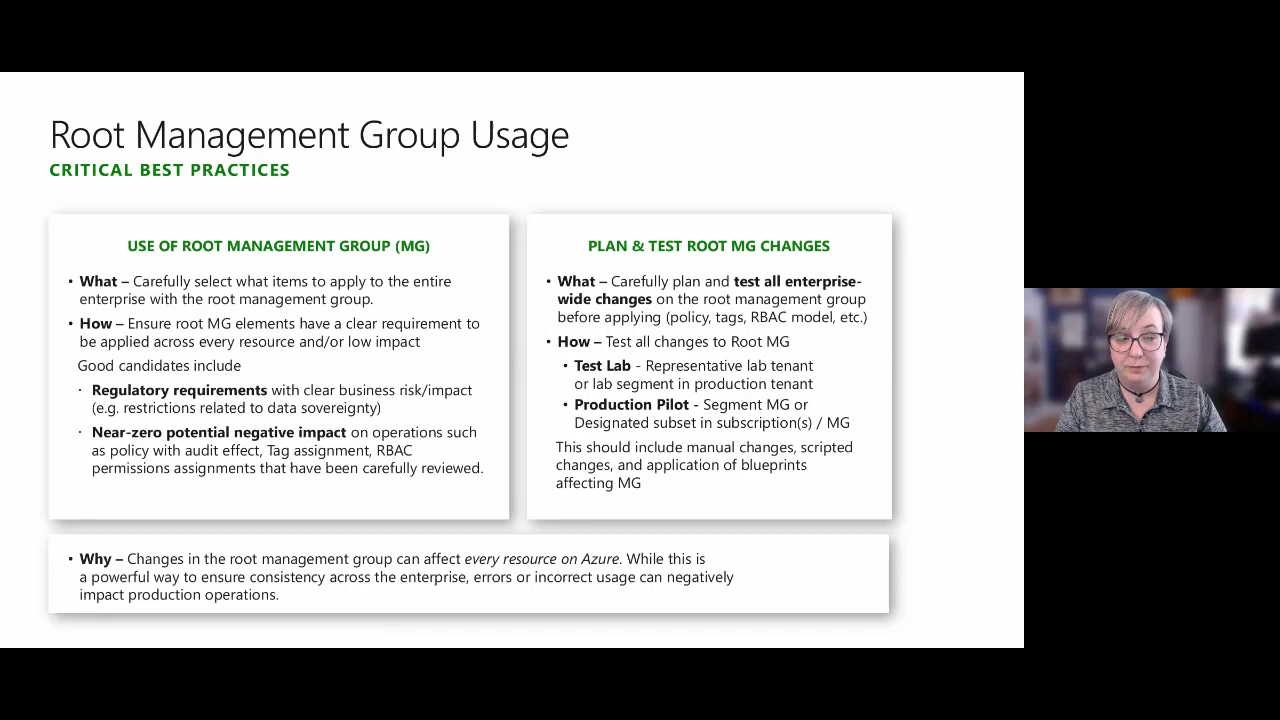 Root Management Group Usage
CRITICAL BEST PRACTICES
USE OF ROOT MANAGEMENT GROUP (MG)
• What – Carefully select what items to apply to the entire
enterprise with the root management group.
• How – Ensure root MG elements have a clear requirement to
be applied across every resource and/or low impact
Good candidates include
· Regulatory requirements with clear business risk/impact
(e.g. restrictions related to data sovereignty)
· Near-zero potential negative impact on operations such
as policy with audit effect, Tag assignment, RBAC
permissions assignments that have been carefully reviewed.
PLAN & TEST ROOT MG CHANGES
• What – Carefully plan and test all enterprise-
wide changes on the root management group
before applying (policy, tags, RBAC model, etc.)
• How – Test all changes to Root MG
• Test Lab - Representative lab tenant
or lab segment in production tenant
• Production Pilot - Segment MG or
Designated subset in subscription(s) / MG
This should include manual changes, scripted
changes, and application of blueprints
affecting MG
• Why – Changes in the root management group can affect every resource on Azure. While this is
a powerful way to ensure consistency across the enterprise, errors or incorrect usage can negatively
impact production operations.